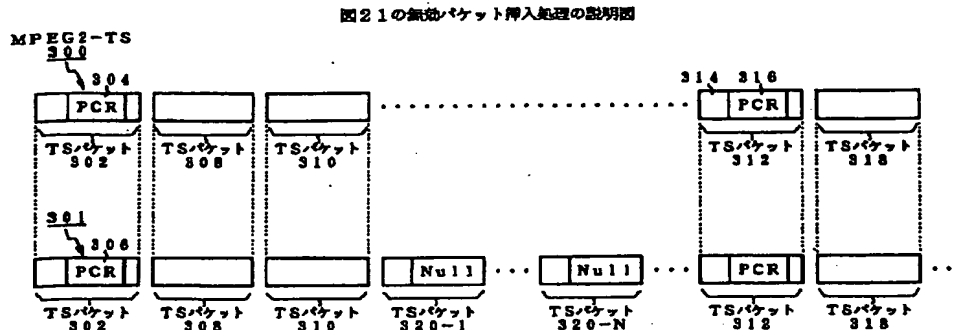 図21の無効パケット挿入処理の説明図
MPEG2-TS
300
304
314 316
PCR
PCR
TSパケット
302
TSパケット
308
TSパケット
310
TSパケット
312
TSパケット
318
301
306
PCR
Null
Null
PCR
TSパケット
302
TSパケット
308
TSパケット
310
TSパケット
320-1
TSパケット
320-N
TSパケット
312
TSパケット
318